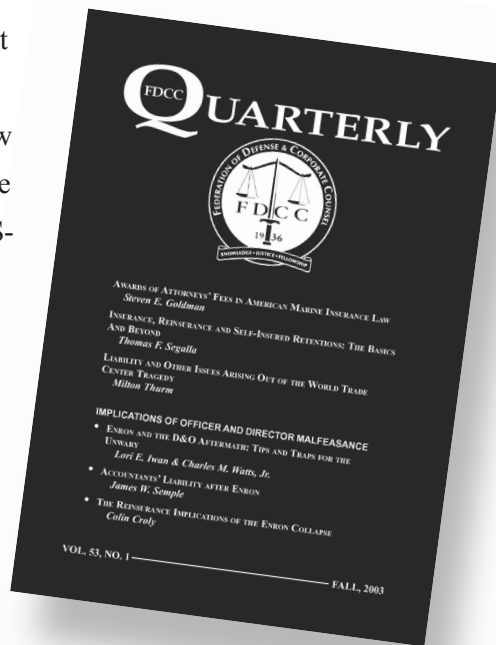 t
w
e
S-
FDCC
QUARTERLY
FEDERATION OF DEFENSE & CORPORATE COUNSEL
FDCC
1936
KNOWLEDGE • JUSTICE • FELLOWSHIP
AWARDS OF ATTORNEYS' FEES IN AMERICAN MARINE INSURANCE LAW
Steven E. Goldman
INSURANCE, REINSURANCE AND SELF-INSURED RETENTIONS: THE BASICS
AND BEYOND
Thomas F. Segalla
LIABILITY AND OTHER ISSUES ARISING OUT OF THE WORLD TRADE
CENTER TRAGEDY
Milton Thurm
IMPLICATIONS OF OFFICER AND DIRECTOR MALFEASANCE
• ENRON AND THE D&O AFTERMATH; TIPS AND TRAPS FOR THE
UNWARY
Lori E. Iwan & Charles M. Watts, Jr.
• ACCOUNTANTS' LIABILITY AFTER ENRON
James W. Semple
• THE REINSURANCE IMPLICATIONS OF THE ENRON COLLAPSE
Colin Croly
VOL. 53, NO. 1 FALL, 2003